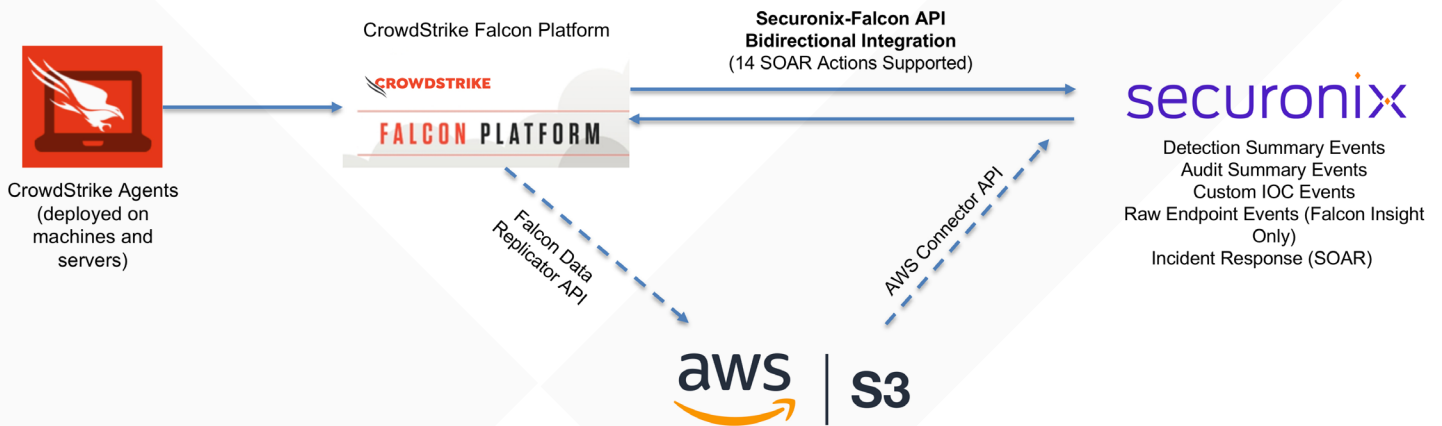 CrowdStrike Agents
(deployed on
machines and
servers)
CrowdStrike Falcon Platform
CROWDSTRIKE
FALCON PLATFORM
Securonix-Falcon API
Bidirectional Integration
(14 SOAR Actions Supported)
Falcon Data
Replicator API
AWS Connector API
aws
S3
securonix
Detection Summary Events
Audit Summary Events
Custom IOC Events
Raw Endpoint Events (Falcon Insight
Only)
Incident Response (SOAR)